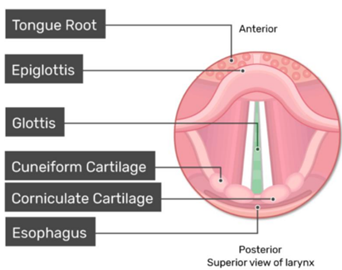 Tongue Root
Anterior
Epiglottis
Glottis
Cuneiform Cartilage
Corniculate Cartilage
Esophagus
Posterior
Superior view of larynx